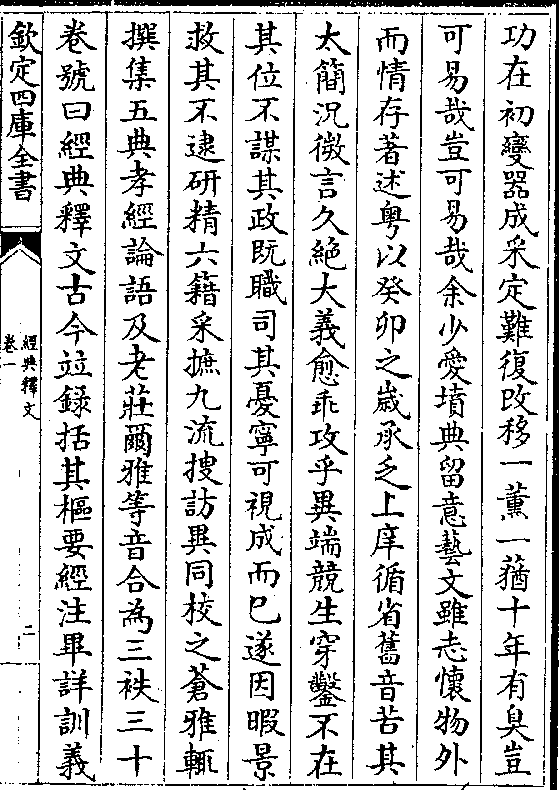 功在初變器成采定難復改移一薰一蕕十年有臭豈
可易哉豈可易哉余少愛墳典留意藝文雖志懷物外
而情存著述粤以癸卯之歲承乏上庠循省舊音苦其
太簡況微言久絶大義愈乖攻乎異端競生穿鑿不在
其位不謀其政既職司其憂寧可視成而已遂因暇景
救其不逮研精六籍采摭九流搜訪異同校之蒼雅輒
撰集五典孝經論語及老莊爾雅等音合為三袟三十
卷號曰經典釋文古今竝錄括其樞要經注畢詳訓義
欽定四庫全書
經典釋文
卷一
二